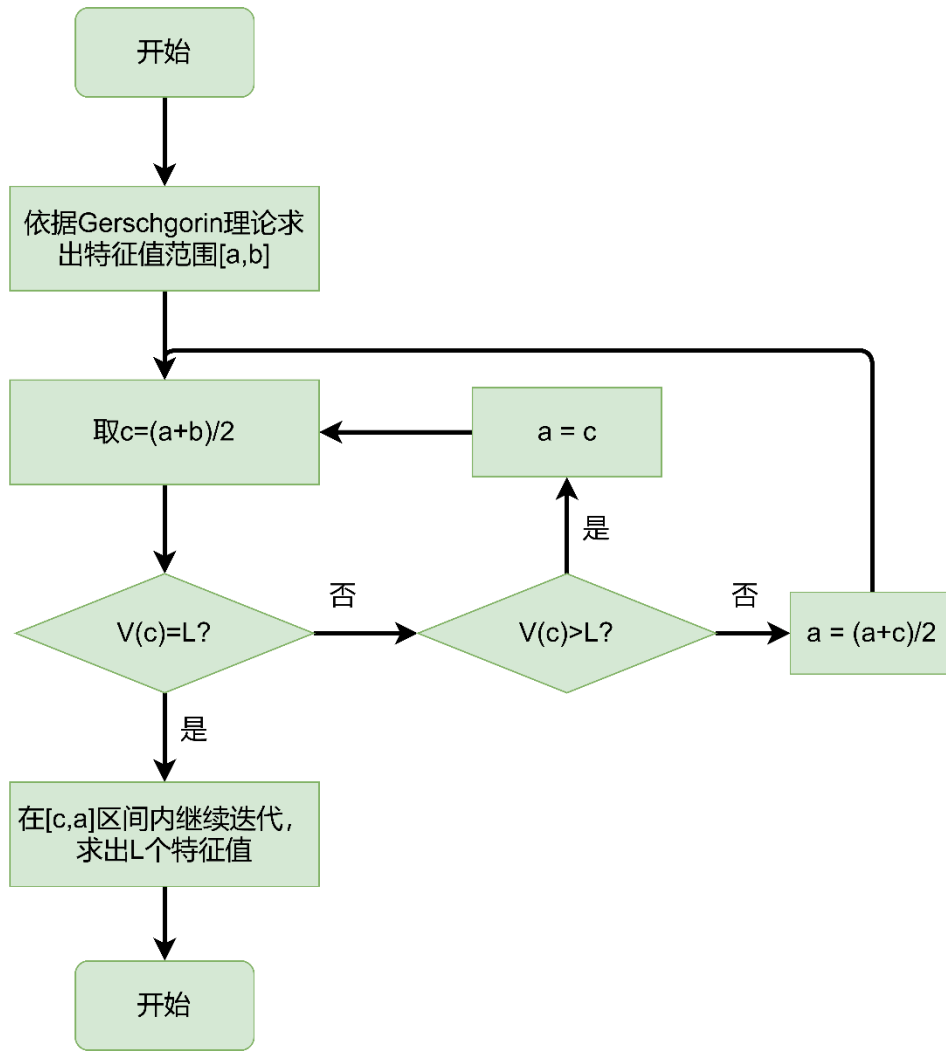 开始
依据Gerschgorin理论求
出特征值范围[a,b]
取c=(a+b)/2
a = c
是
V(c)=L?
否
V(c)>L?
否
a = (a+c)/2
是
在[c,a]区间内继续迭代，
求出L个特征值
开始